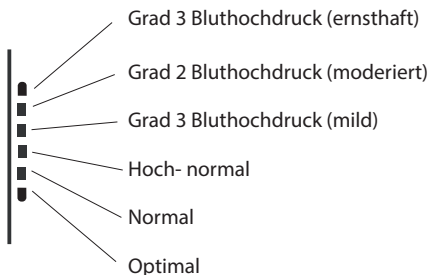 Grad 3 Bluthochdruck (ernsthaft)
Grad 2 Bluthochdruck (moderiert)
Grad 3 Bluthochdruck (mild)
Hoch- normal
Normal
Optimal